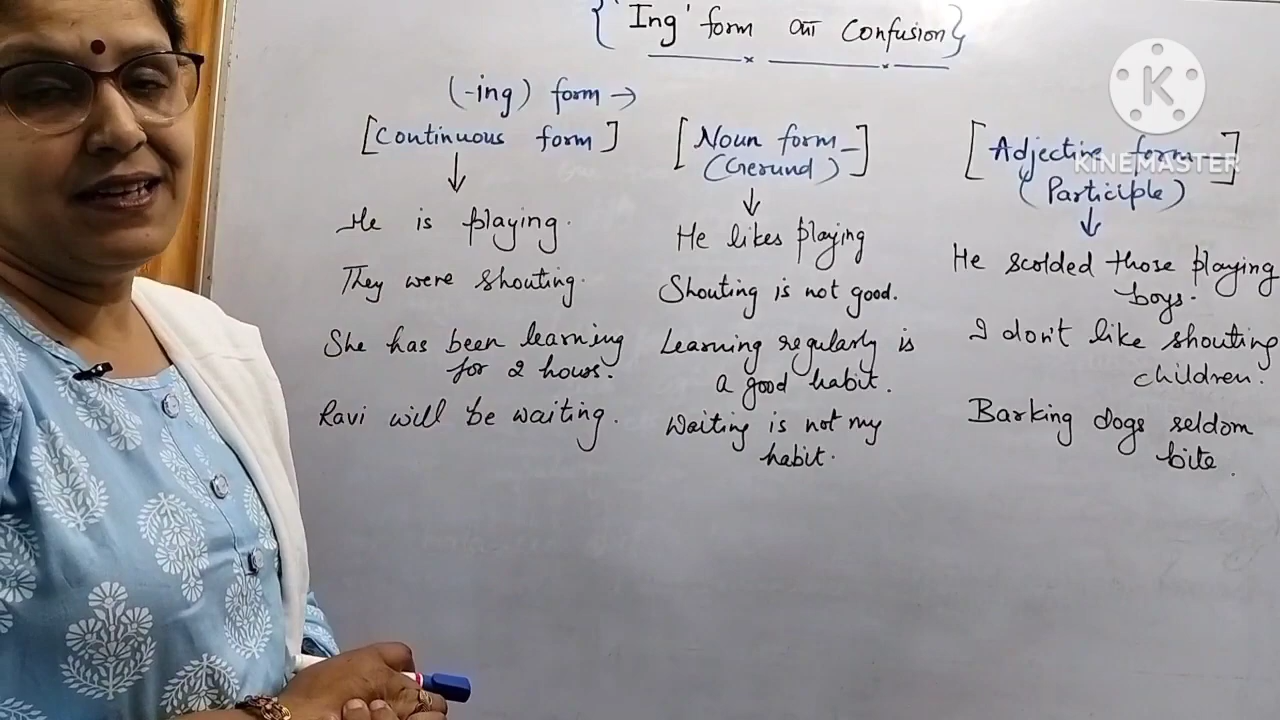 {'Ing' form का Confusion}
(-ing) form →
[Continuous form]
He is playing.
They were shouting.
She has been learning
for 2 hours.
Ravi will be waiting.
[Noun form
(Gerund)]
He likes playing
Shouting is not good.
Learning regularly is
a good habit.
Waiting is not my
habit.
[Adjective form
(Participle)]
He scolded those playing
boys.
I don't like shouting
children.
Barking dogs seldom
bite.
K
KINEMASTER